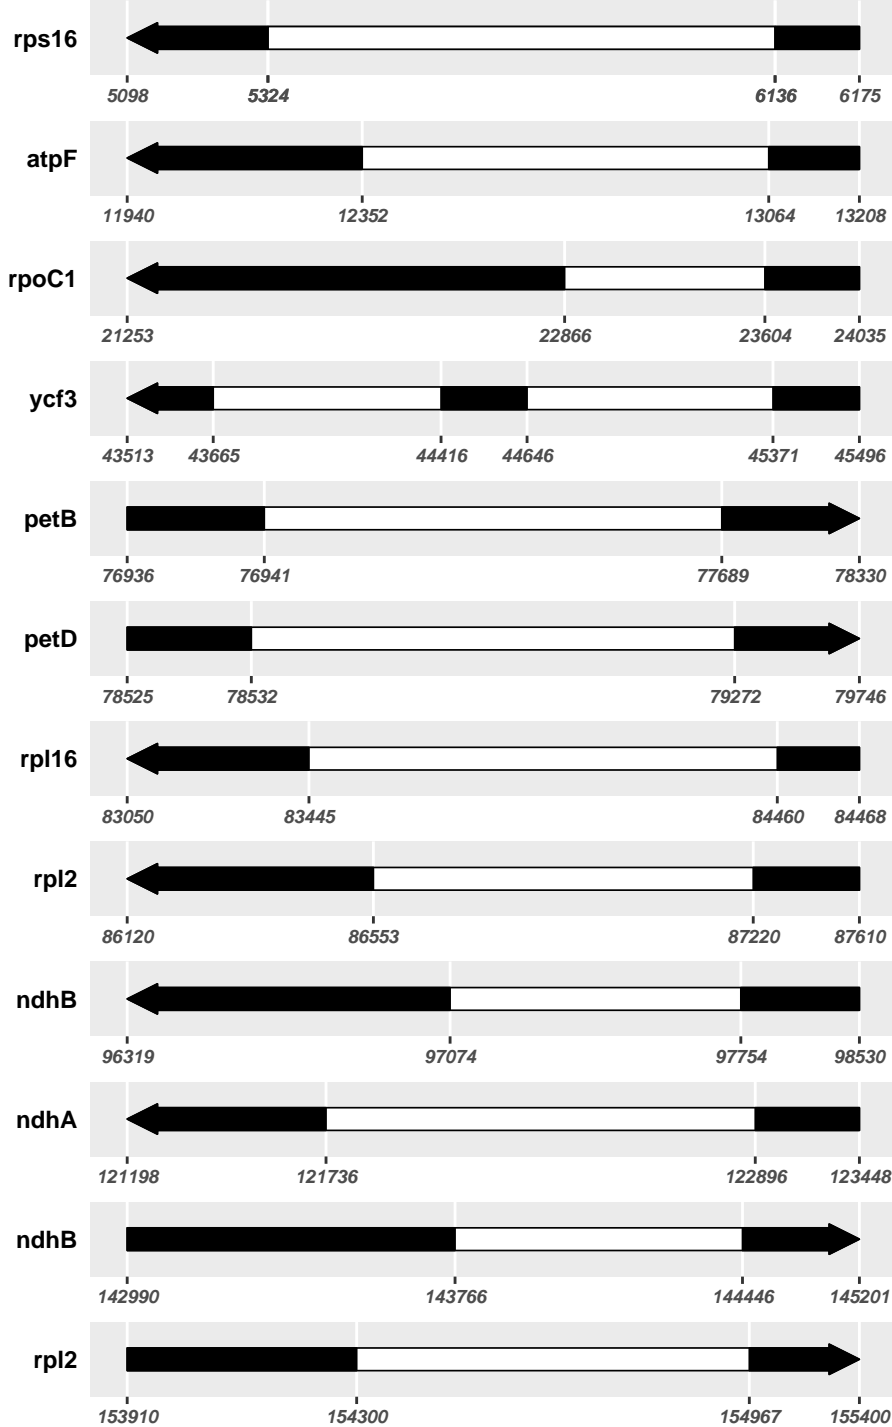 rps16
5098 5324 6136 6175
atpF
11940 12352 13064 13208
rpoC1
21253 22866 23604 24035
ycf3
43513 43665 44416 44646 45371 45496
petB
76936 76941 77689 78330
petD
78525 78532 79272 79746
rpl16
83050 83445 84460 84468
rpl2
86120 86553 87220 87610
ndhB
96319 97074 97754 98530
ndhA
121198 121736 122896 123448
ndhB
142990 143766 144446 145201
rpl2
153910 154300 154967 155400